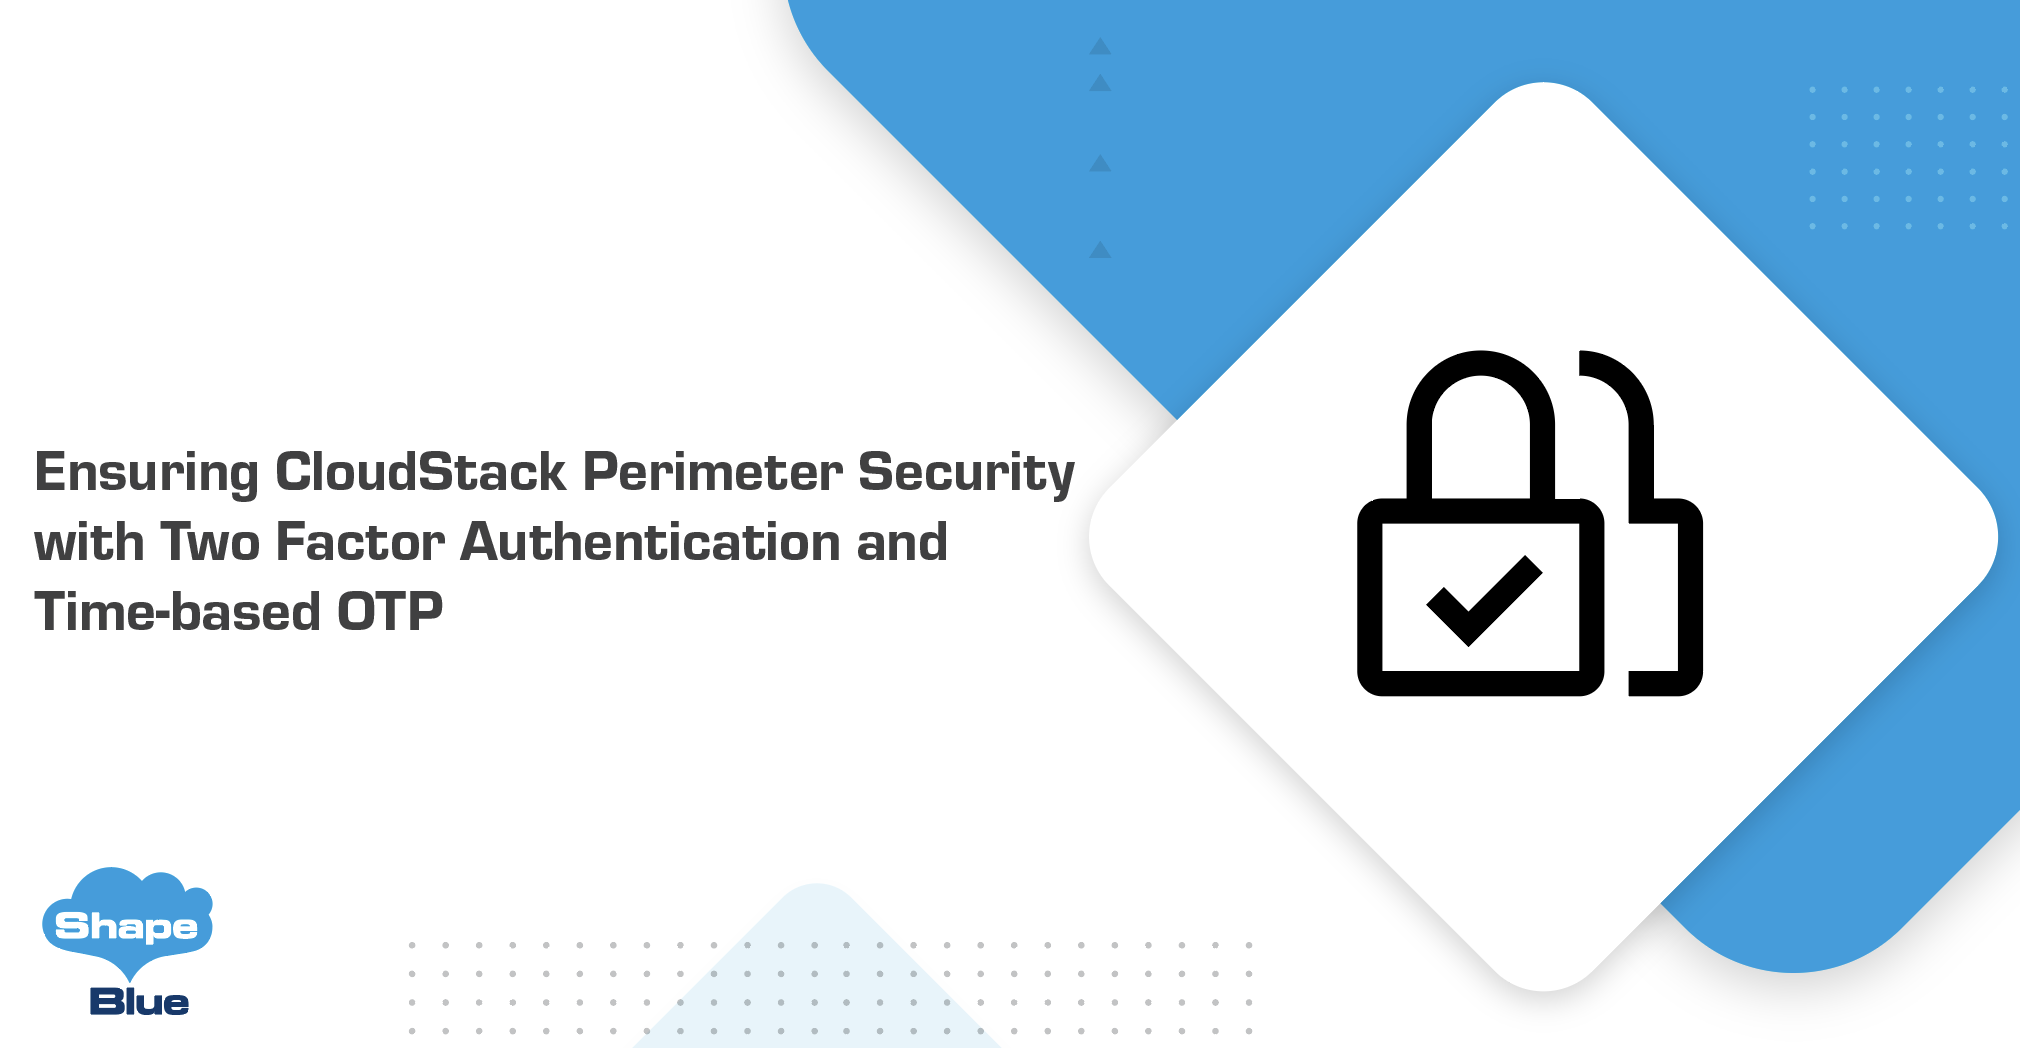 Ensuring CloudStack Perimeter Security
with Two Factor Authentication and
Time-based OTP
Shape
Blue